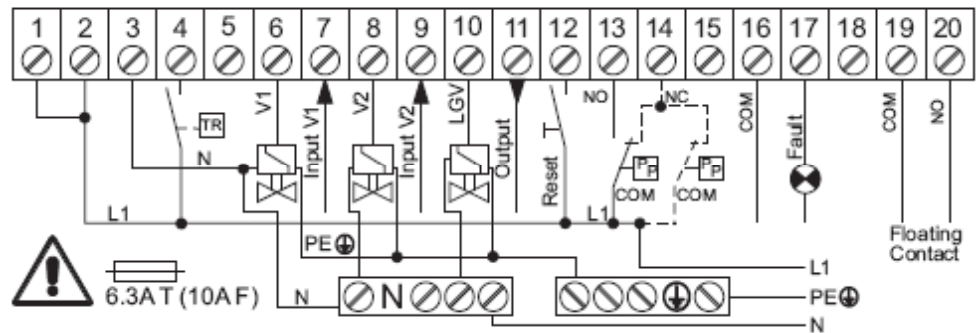 1 2 3 4 5 6 7 8 9 10 11 12 13 14 15 16 17 18 19 20
V1
Input V1
V2
Input V2
LGV
Output
Reset
NO
NC
COM
Fault
COM
NO
TR
N
P P
P P
COM
COM
L1
L1
PE
Floating
Contact
L1
6.3A T (10A F)
N
N
PE
N